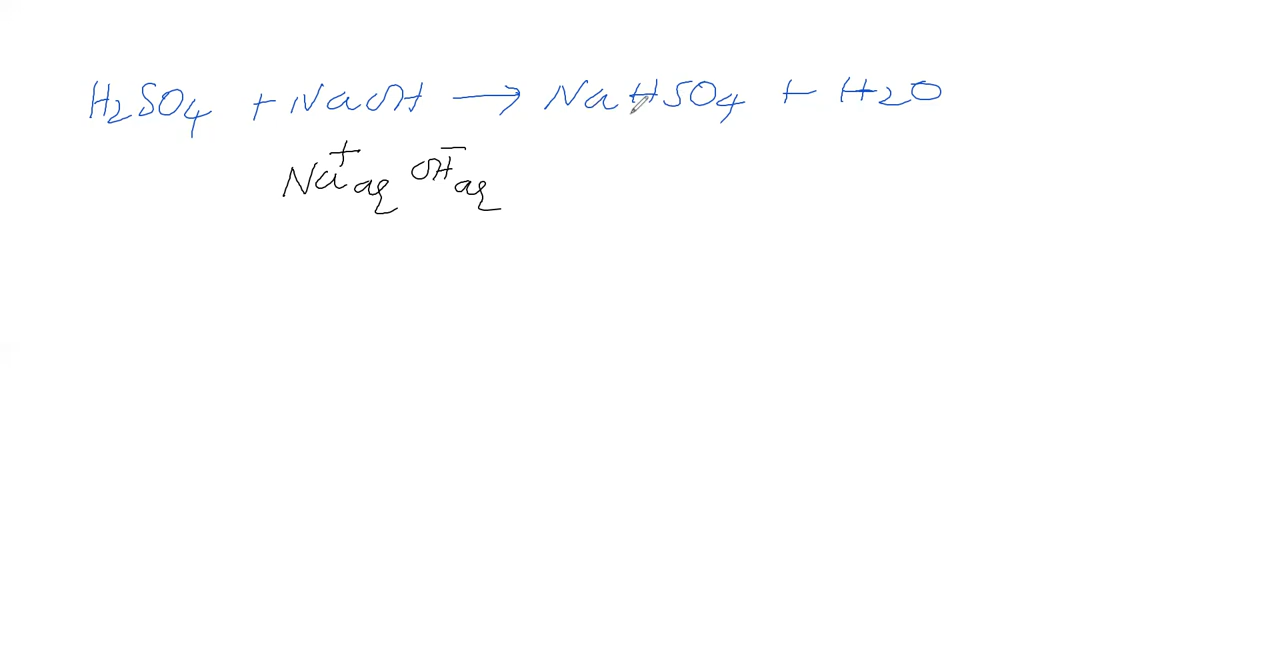 H₂SO₄ + NaOH → NaHSO₄ + H₂O
Na⁺aq OH⁻aq